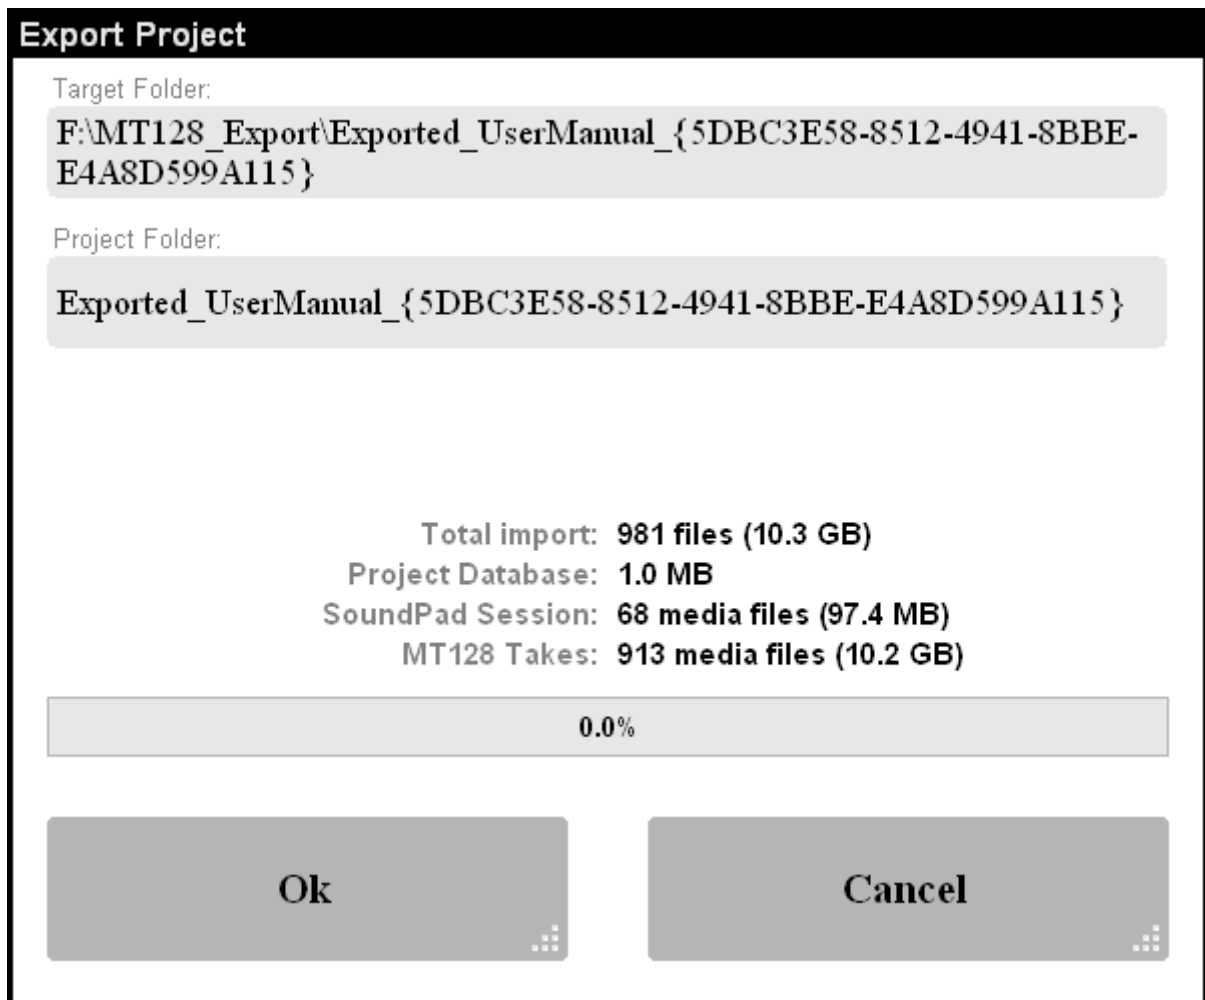 Export Project
Target Folder:
F:\MT128_Export\Exported_UserManual_{5DBC3E58-8512-4941-8BBE-
E4A8D599A115}
Project Folder:
Exported_UserManual_{5DBC3E58-8512-4941-8BBE-E4A8D599A115}
Total import: 981 files (10.3 GB)
Project Database: 1.0 MB
SoundPad Session: 68 media files (97.4 MB)
MT128 Takes: 913 media files (10.2 GB)
0.0%
Ok
Cancel